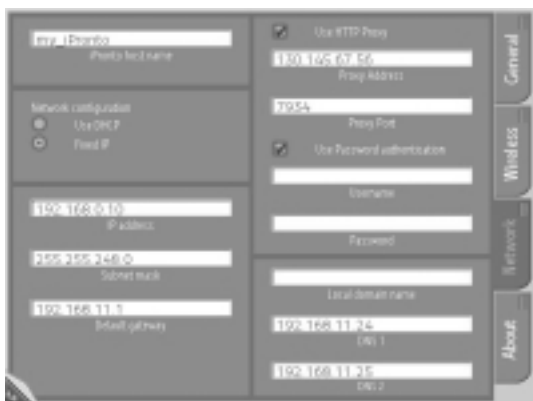 my_iPronto
iPronto host name
Network configuration
Use DHCP
Fixed IP
192.168.0.10
IP address
255.255.248.0
Subnet mask
192.168.11.1
Default gateway
Use HTTP Proxy
130.145.67.56
Proxy Address
7934
Proxy Port
Use Password authentication
Username
Password
Local domain name
192.168.11.24
DNS 1
192.168.11.25
DNS 2
General
Wireless
Network
About